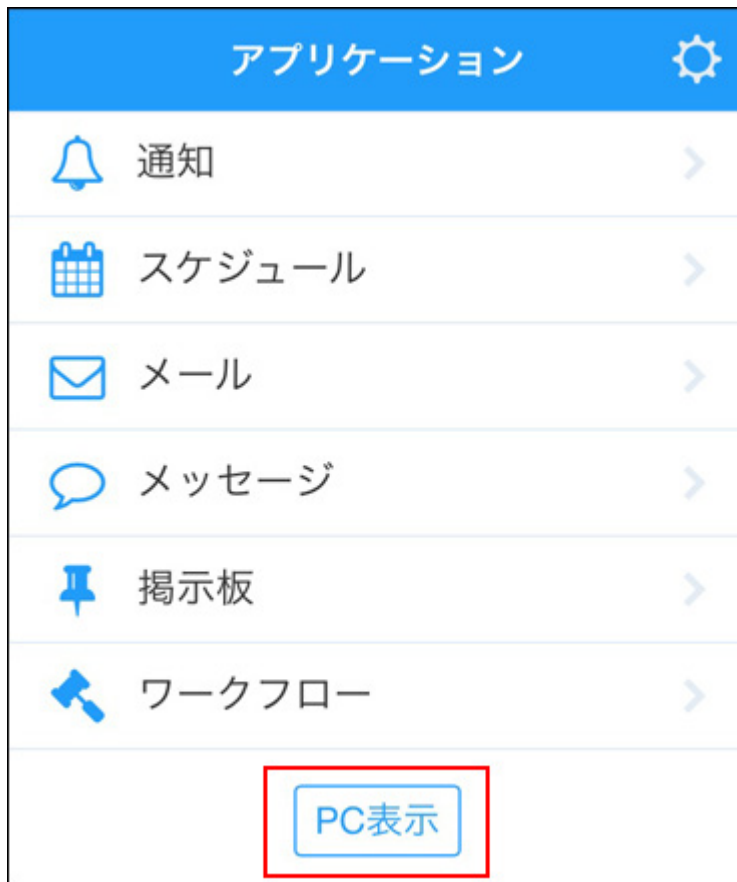 アプリケーション
通知
スケジュール
メール
メッセージ
掲示板
ワークフロー
PC表示